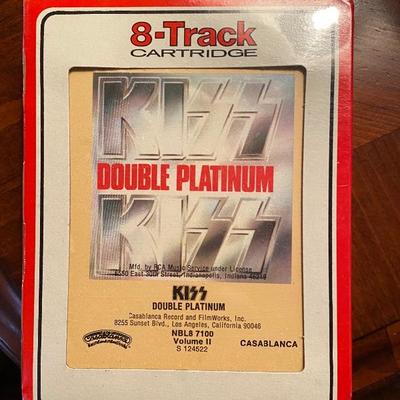 8-Track
CARTRIDGE
KISS
DOUBLE PLATINUM
KISS
Mfd. by RCA Music Service under License
6550 East 30th Street, Indianapolis, Indiana 46219
KISS
DOUBLE PLATINUM
Casablanca Record and FilmWorks, Inc.
8255 Sunset Blvd., Los Angeles, California 90046
NBL8 7100
Volume II
CASABLANCA
S 124522
Casablanca